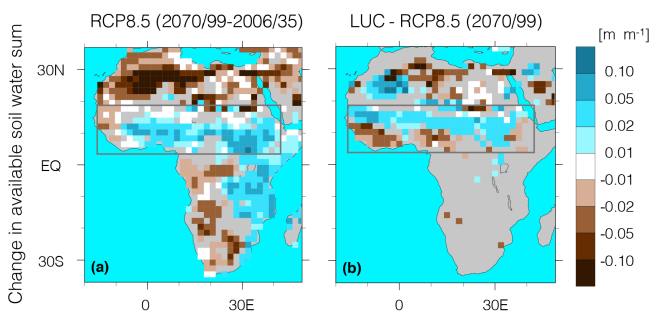 RCP8.5 (2070/99-2006/35)
LUC - RCP8.5 (2070/99)
[m m⁻¹]
Change in available soil water sum
30N
EQ
30S
(a)
(b)
0.10
0.05
0.02
0.01
-0.01
-0.02
-0.05
-0.10
0
30E
0
30E